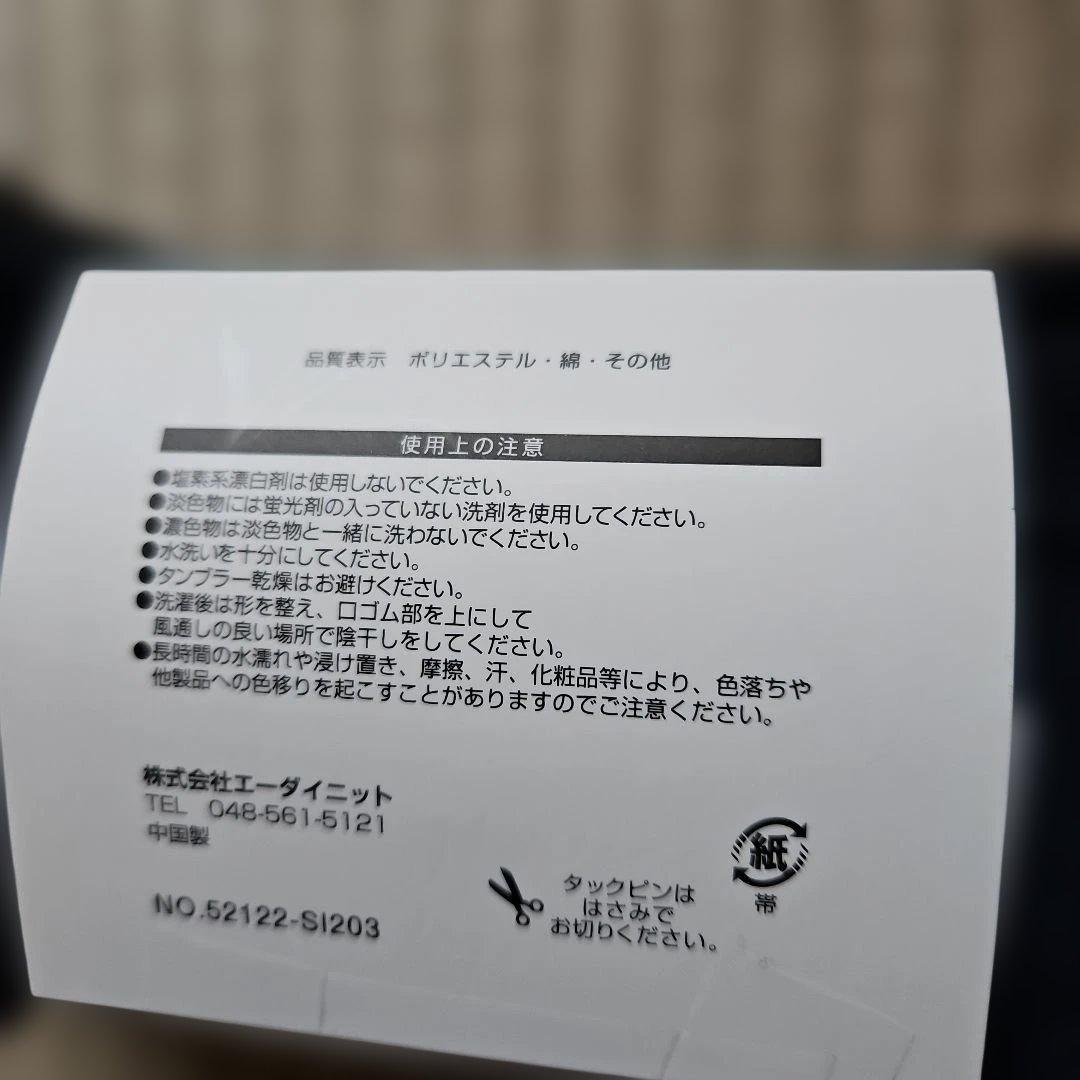 品質表示　ポリエステル・綿・その他
使用上の注意
●塩素系漂白剤は使用しないでください。
●淡色物には蛍光剤の入っていない洗剤を使用してください。
●濃色物は淡色物と一緒に洗わないでください。
●水洗いを十分にしてください。
●タンブラー乾燥はお避けください。
●洗濯後は形を整え、口ゴム部を上にして
風通しの良い場所で陰干しをしてください。
●長時間の水濡れや浸け置き、摩擦、汗、化粧品等により、色落ちや
他製品への色移りを起こすことがありますのでご注意ください。
株式会社エーダイニット
TEL　048-561-5121
中国製
NO.52122-SI203
タックピンは
はさみで
お切りください。
紙
帯